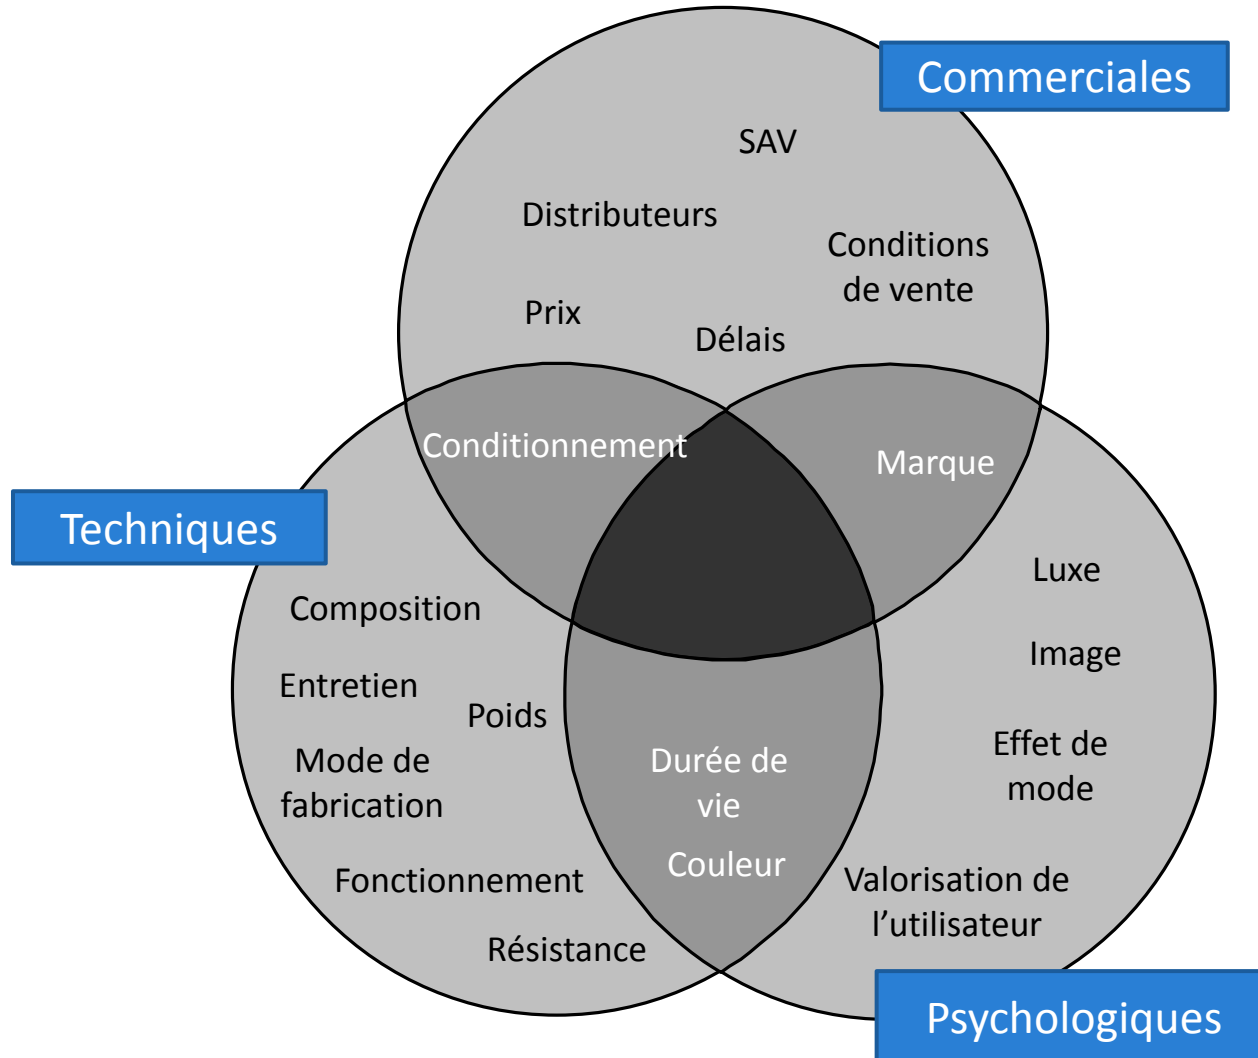 Commerciales
SAV
Distributeurs
Conditions
de vente
Prix
Délais
Conditionnement
Marque
Techniques
Luxe
Composition
Image
Entretien
Poids
Effet de
mode
Mode de
fabrication
Durée de
vie
Couleur
Fonctionnement
Valorisation de
l’utilisateur
Résistance
Psychologiques